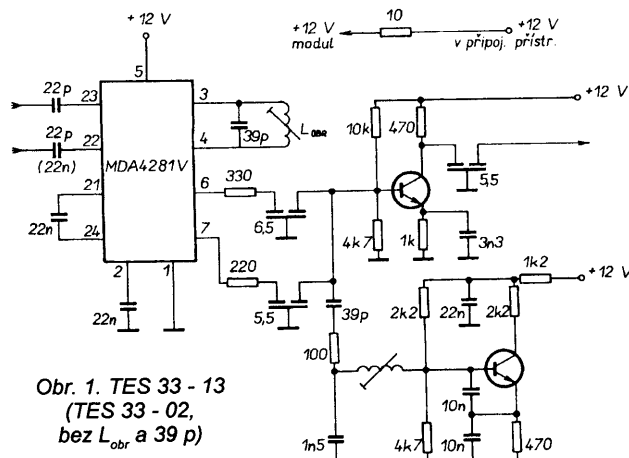 + 12 V
10
+12 V
modul
v připoj. přístr.
5
22p
23
3
22p
22
4
(22n)
MDA4281V
39p
L OBR
21
6
330
22n
24
7
6,5
220
2
1
22n
5,5
+12 V
10k
470
5,5
4k7
1k
3n3
1k2
+ 12 V
39p
2k2
22n
2k2
100
10n
1n5
4k7
10n
470
Obr. 1. TES 33 - 13
(TES 33 - 02,
bez Lobr a 39 p)